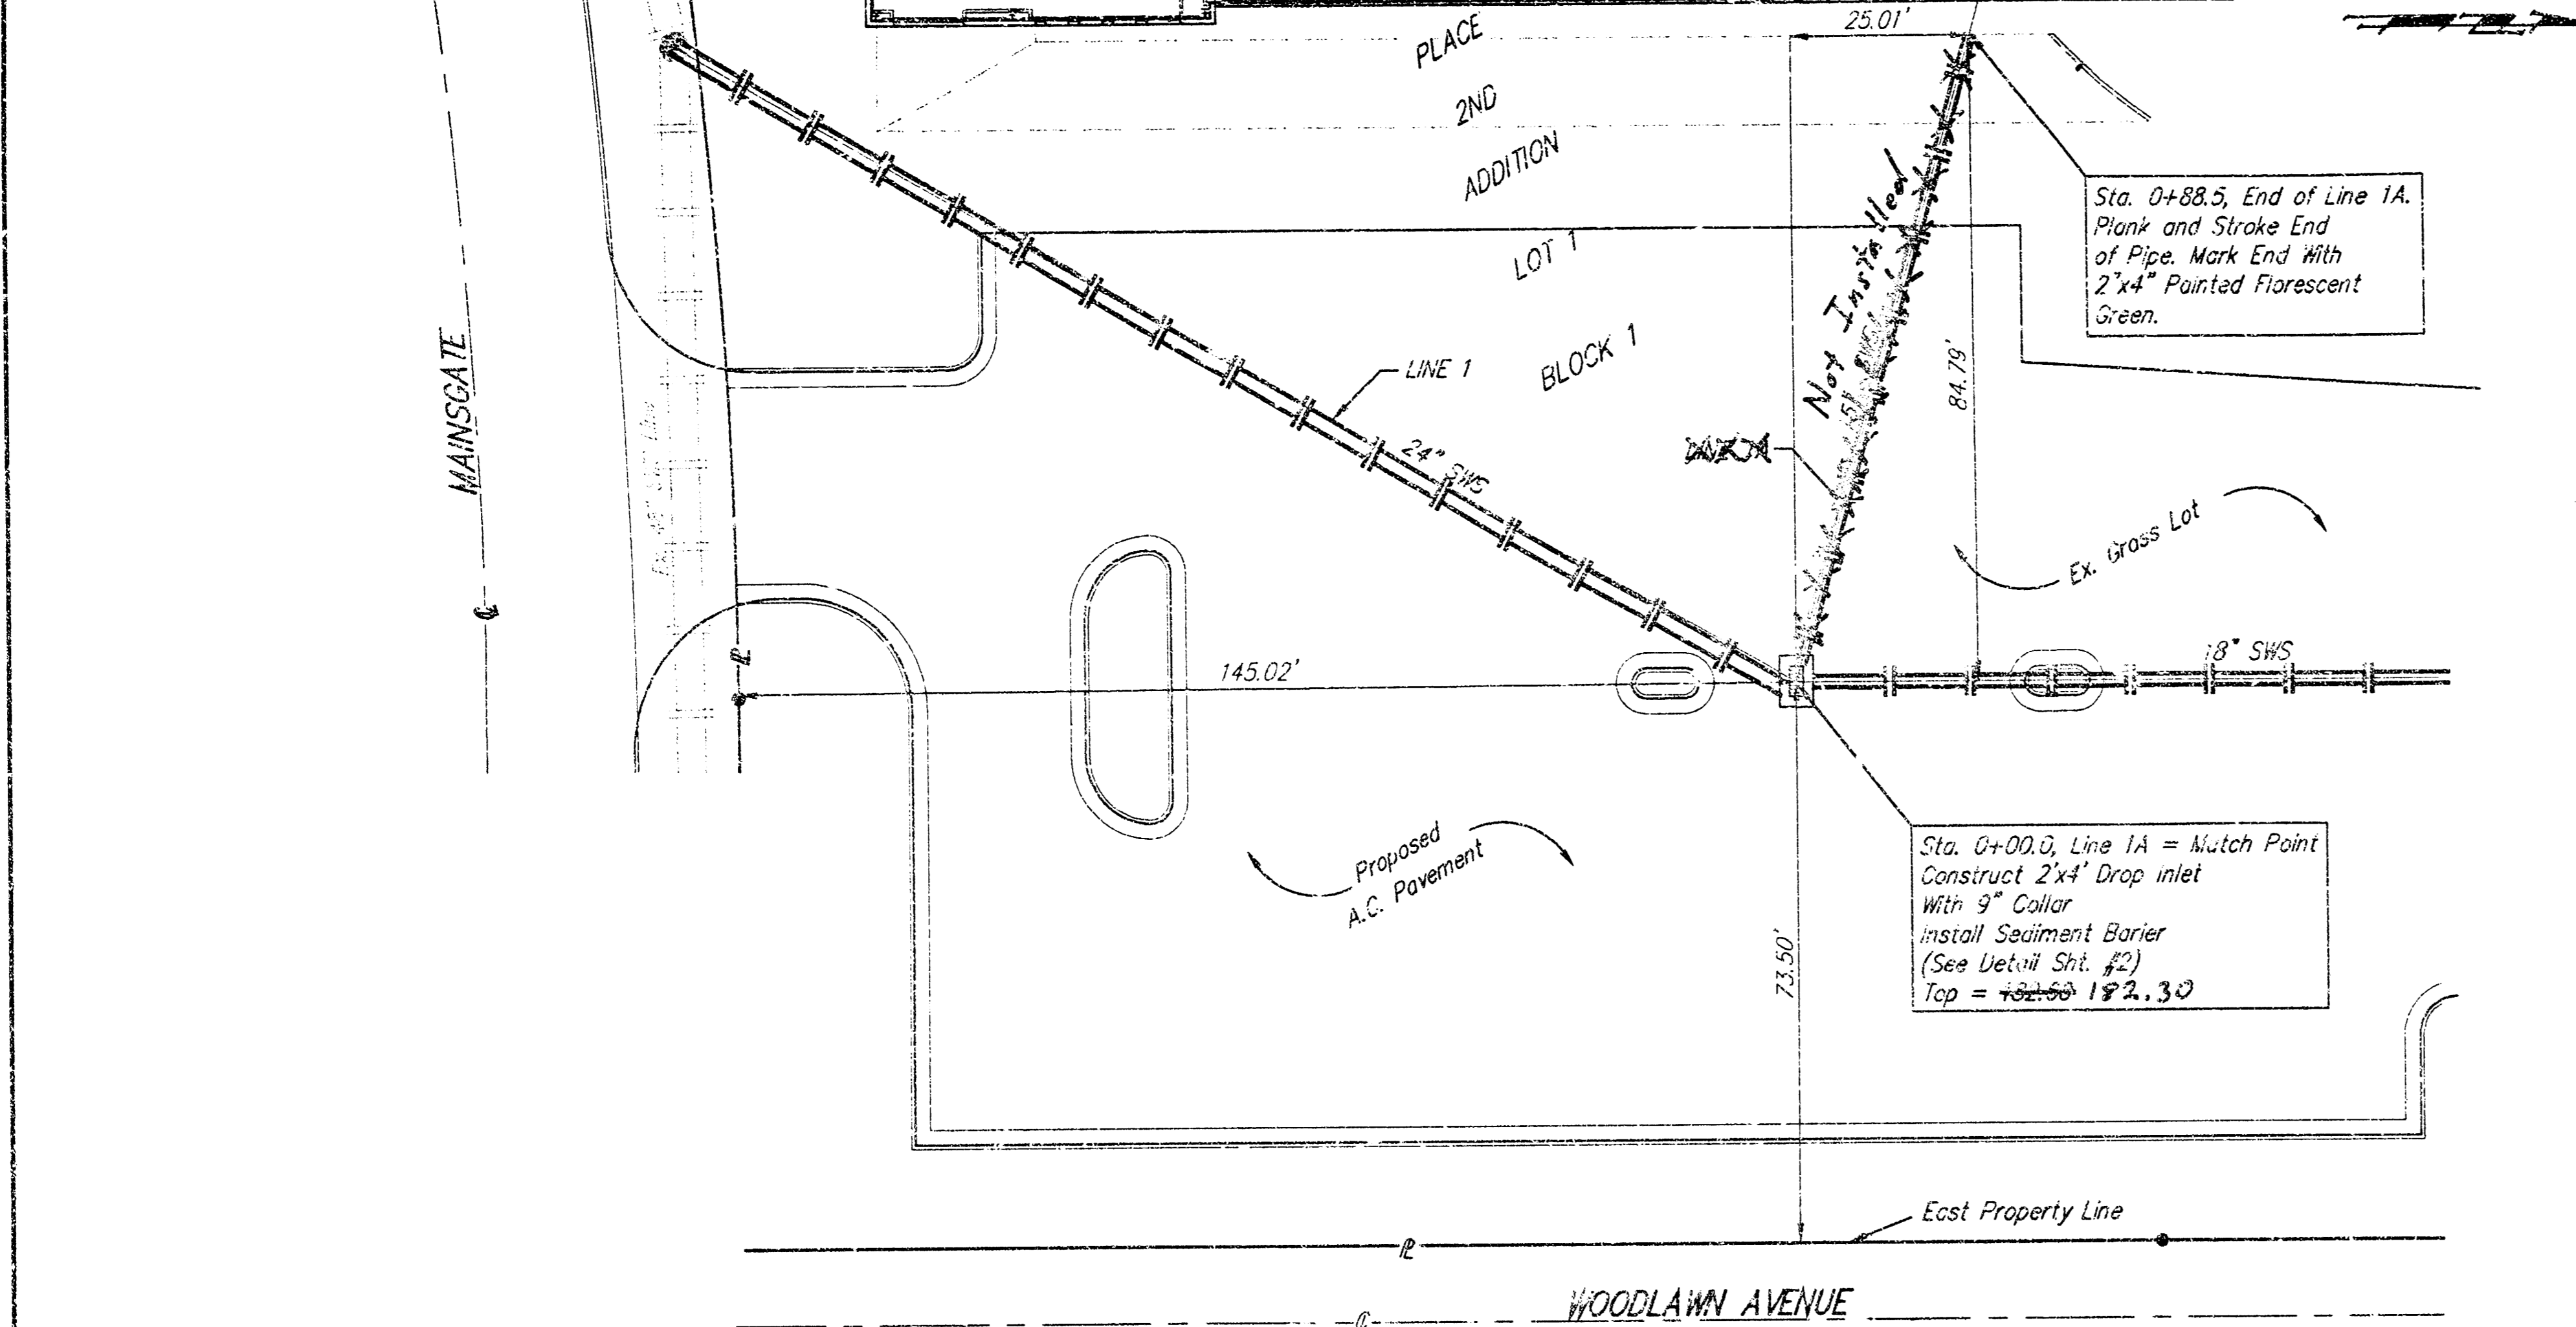 25.01'
PLACE
2ND
ADDITION
LOT 1
BLOCK 1
Not Installed
84.79'
Sta. 0+88.5, End of Line 1A.
Plank and Stroke End
of Pipe. Mark End With
2"x4" Painted Florescent
Green.
MAINSGATE
LINE 1
24" SWS
Ex. Grass Lot
18" SWS
145.02'
Proposed
A.C. Pavement
Sta. 0+00.0, Line 1A = Match Point
Construct 2'x4' Drop Inlet
With 9" Collar
Install Sediment Barier
(See Detail Sht. #2)
Top = 182.30
73.50'
East Property Line
WOODLAWN AVENUE